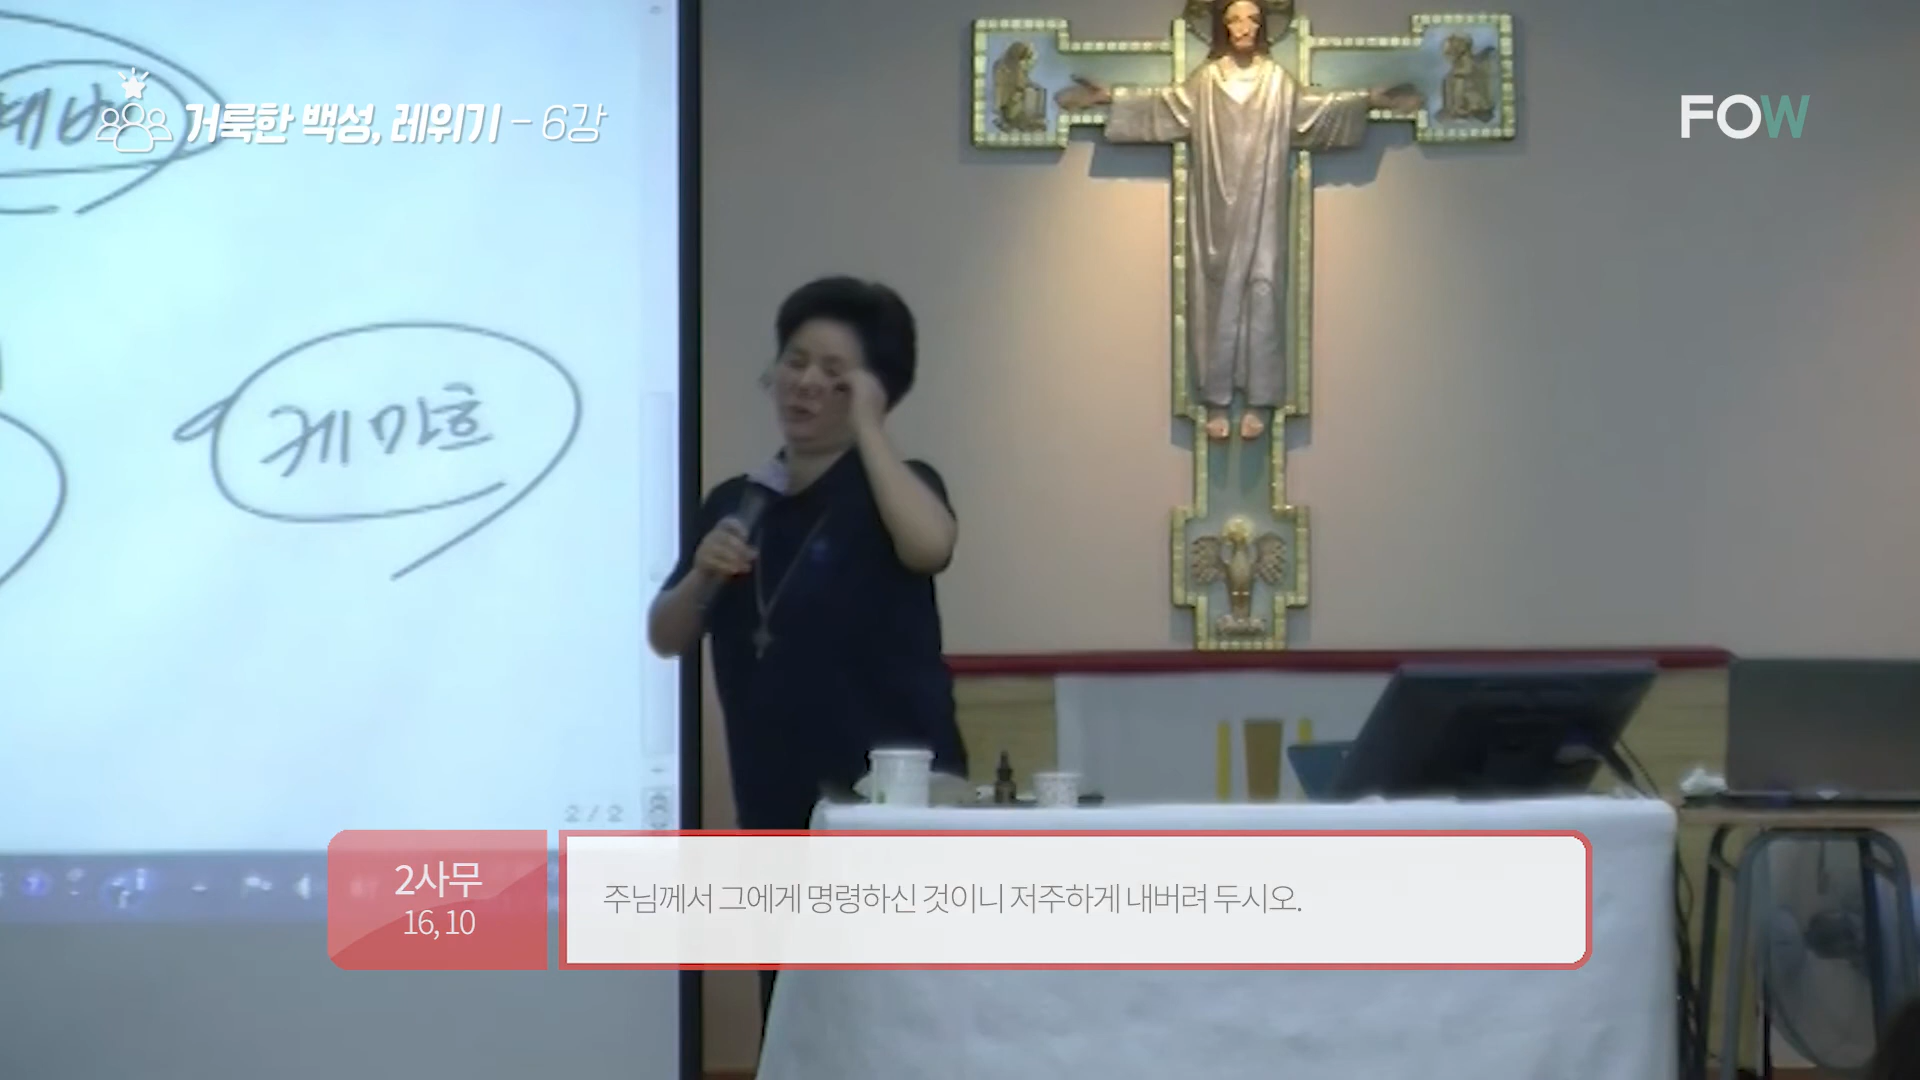 거룩한 백성, 레위기 - 6강
FOW
케마흐
2 / 2
2사무
16, 10
주님께서 그에게 명령하신 것이니 저주하게 내버려 두시오.